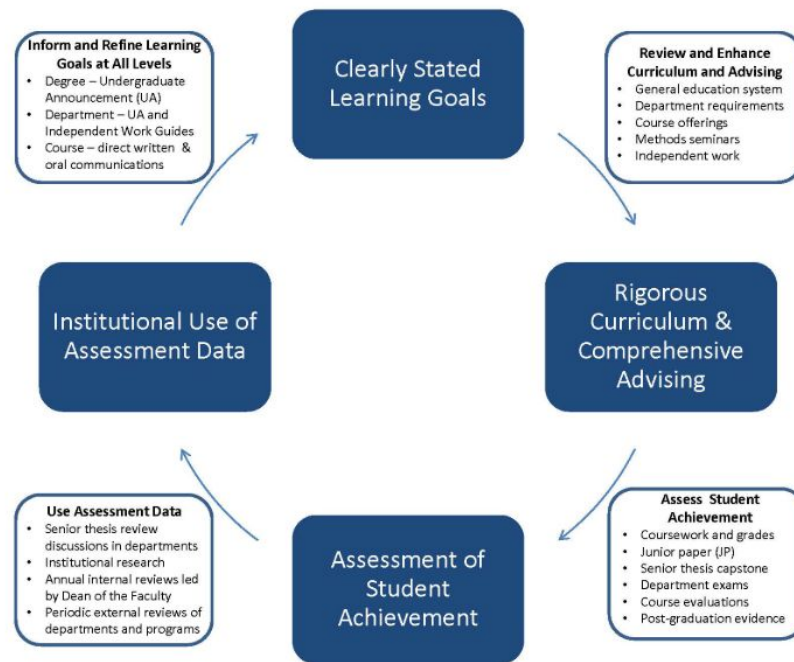 Inform and Refine Learning
Goals at All Levels
• Degree – Undergraduate
Announcement (UA)
• Department – UA and
Independent Work Guides
• Course – direct written & 
oral communications
Clearly Stated
Learning Goals
Review and Enhance
Curriculum and Advising
• General education system
• Department requirements
• Course offerings
• Methods seminars
• Independent work
Institutional Use of
Assessment Data
Rigorous
Curriculum &
Comprehensive
Advising
Use Assessment Data
• Senior thesis review
discussions in departments
• Institutional research
• Annual internal reviews led
by Dean of the Faculty
• Periodic external reviews of
departments and programs
Assessment of
Student
Achievement
Assess Student
Achievement
• Coursework and grades
• Junior paper (JP)
• Senior thesis capstone
• Department exams
• Course evaluations
• Post-graduation evidence